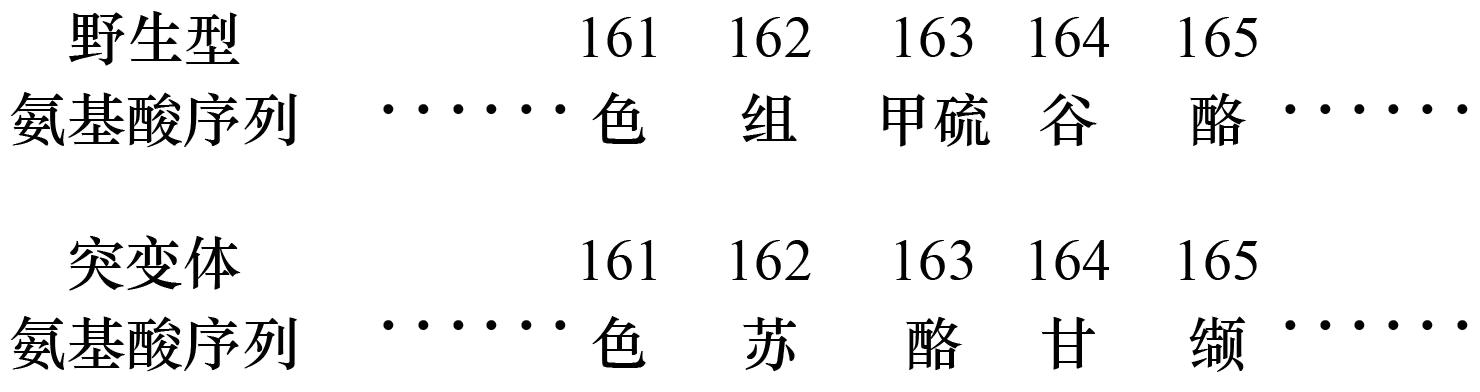 野生型 161 162 163 164 165
氨基酸序列 ······色 组 甲硫 谷 酪······
突变体 161 162 163 164 165
氨基酸序列 ······色 苏 酪 甘 缬······